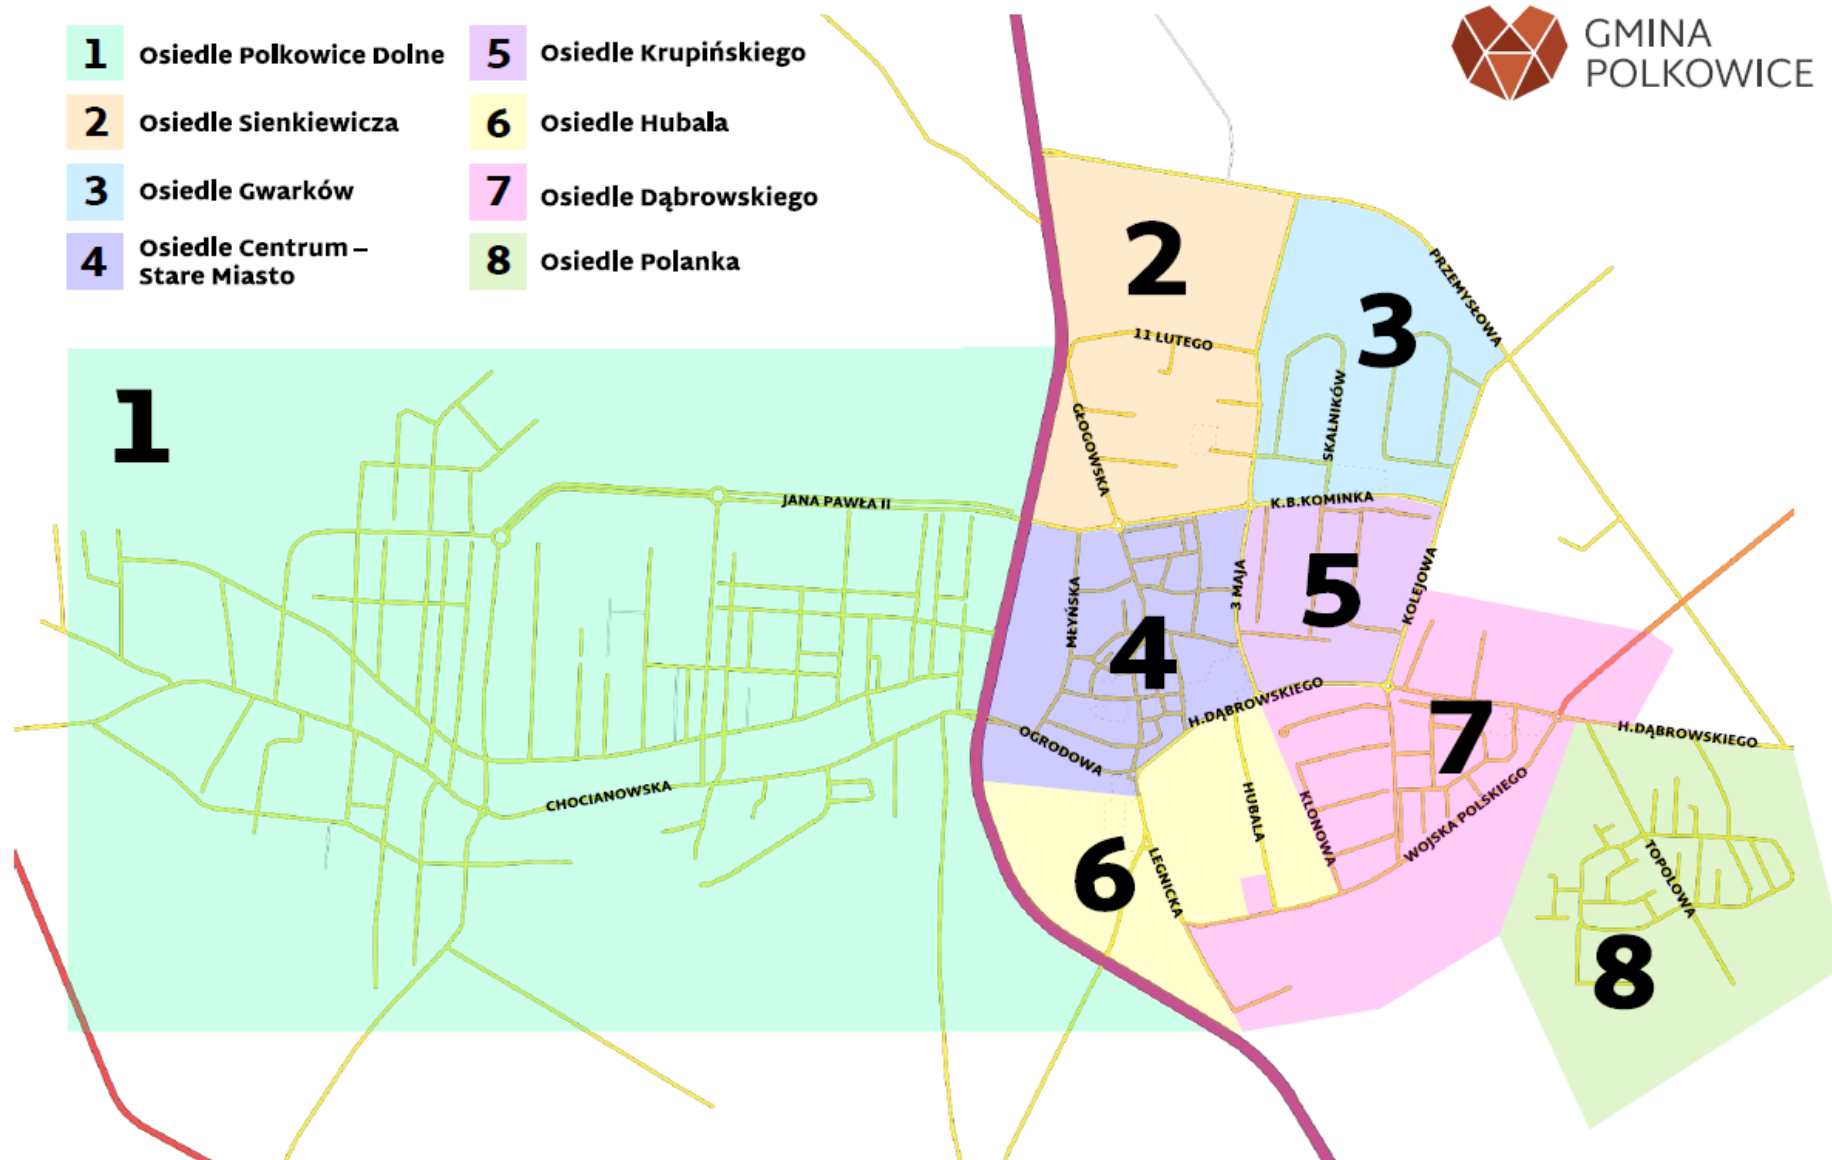 1 Osiedle Polkowice Dolne
2 Osiedle Sienkiewicza
3 Osiedle Gwarków
4 Osiedle Centrum –
Stare Miasto
5 Osiedle Krupińskiego
6 Osiedle Hubala
7 Osiedle Dąbrowskiego
8 Osiedle Polanka
GMINA
POLKOWICE
1
2
3
4
5
6
7
8
PRZEMYSŁOWA
11 LUTEGO
GŁOGOWSKA
SKALNIKÓW
JANA PAWŁA II
K.B.KOMINKA
MŁYŃSKA
3 MAJA
KOLEJOWA
H.DĄBROWSKIEGO
OGRODOWA
H.DĄBROWSKIEGO
CHOCIANOWSKA
HUBALA
KLONOWA
WOJSKA POLSKIEGO
LEGNICKA
TOPOLOWA